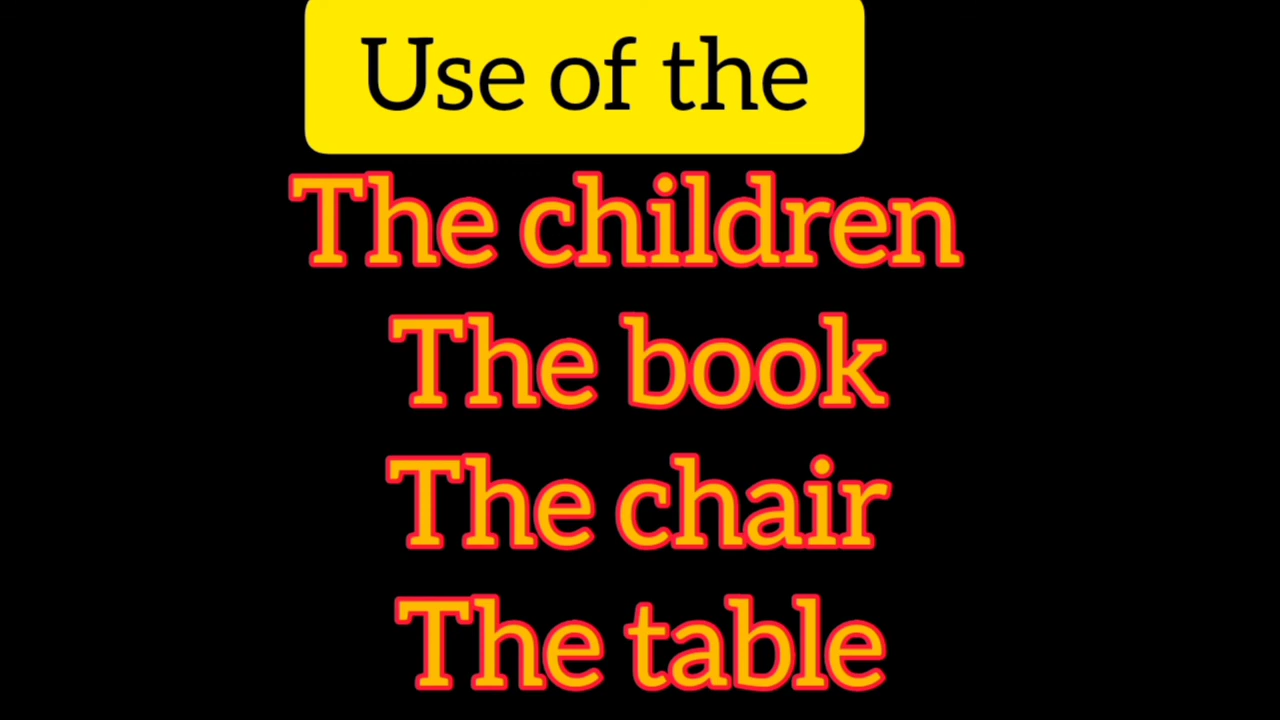 Use of the
The children
The book
The chair
The table